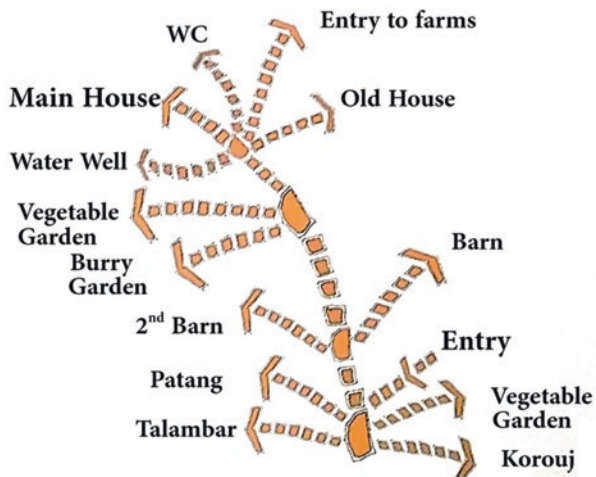 Entry to farms
WC
Main House
Old House
Water Well
Vegetable
Garden
Burry
Garden
Barn
2nd Barn
Entry
Patang
Vegetable
Garden
Talambar
Korouj